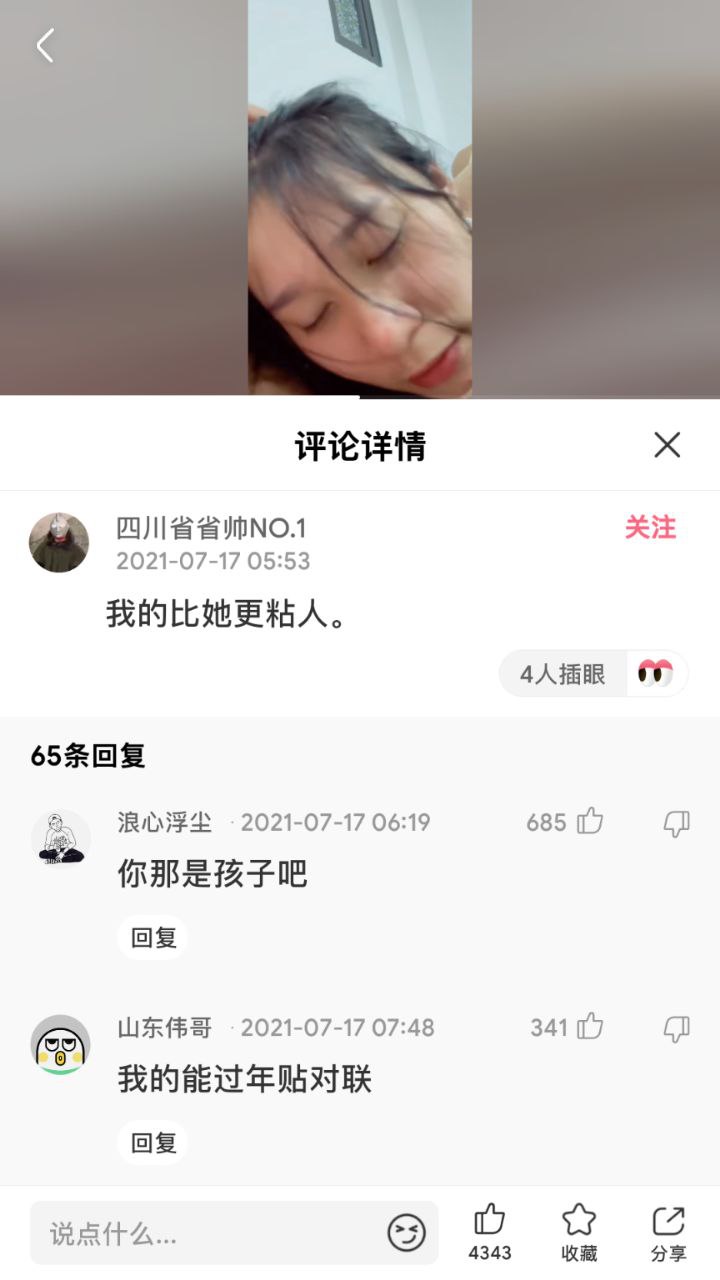 评论详情
四川省省帅NO.1
关注
2021-07-17 05:53
我的比她更粘人。
4人插眼
65条回复
浪心浮尘 · 2021-07-17 06:19 685
你那是孩子吧
回复
山东伟哥 · 2021-07-17 07:48 341
我的能过年贴对联
回复
说点什么...
4343 收藏 分享